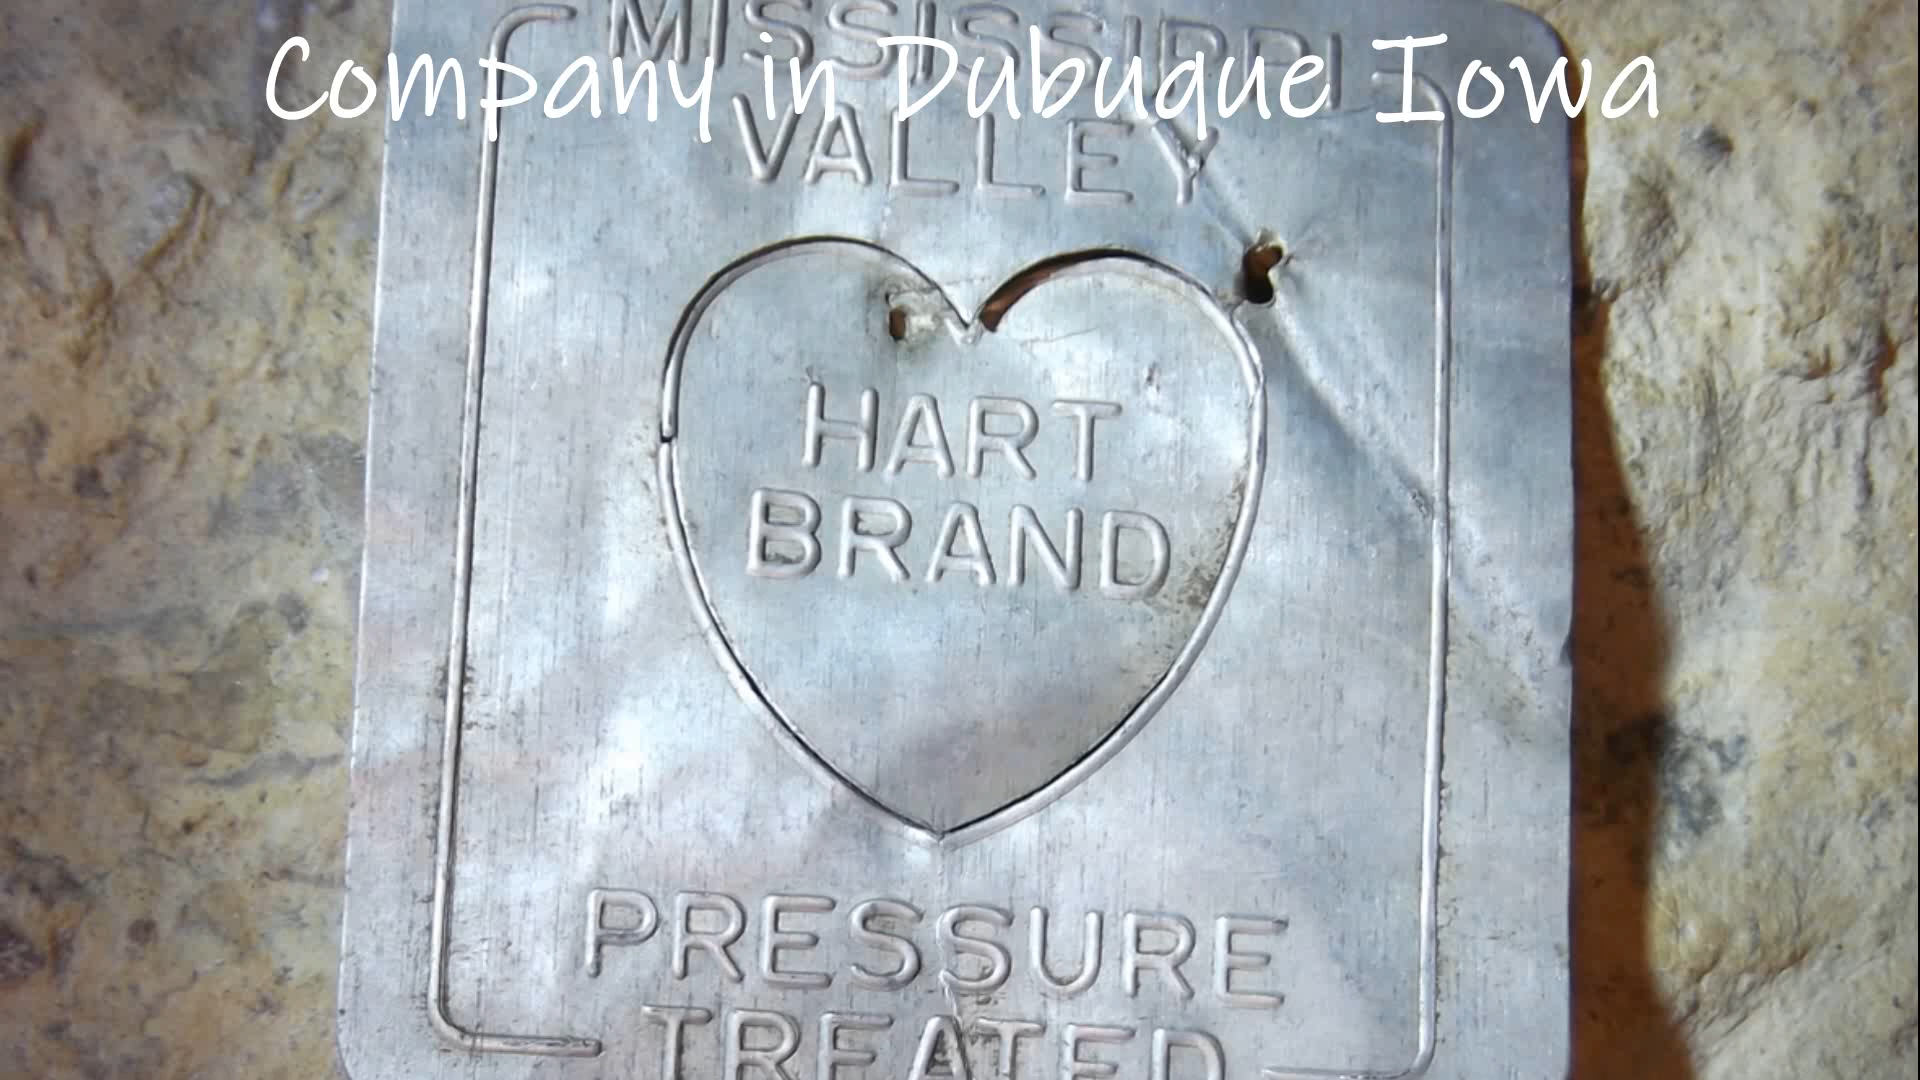 MISSISSIPPI
Company in Dubuque Iowa
VALLEY
HART
BRAND
PRESSURE
TREATED